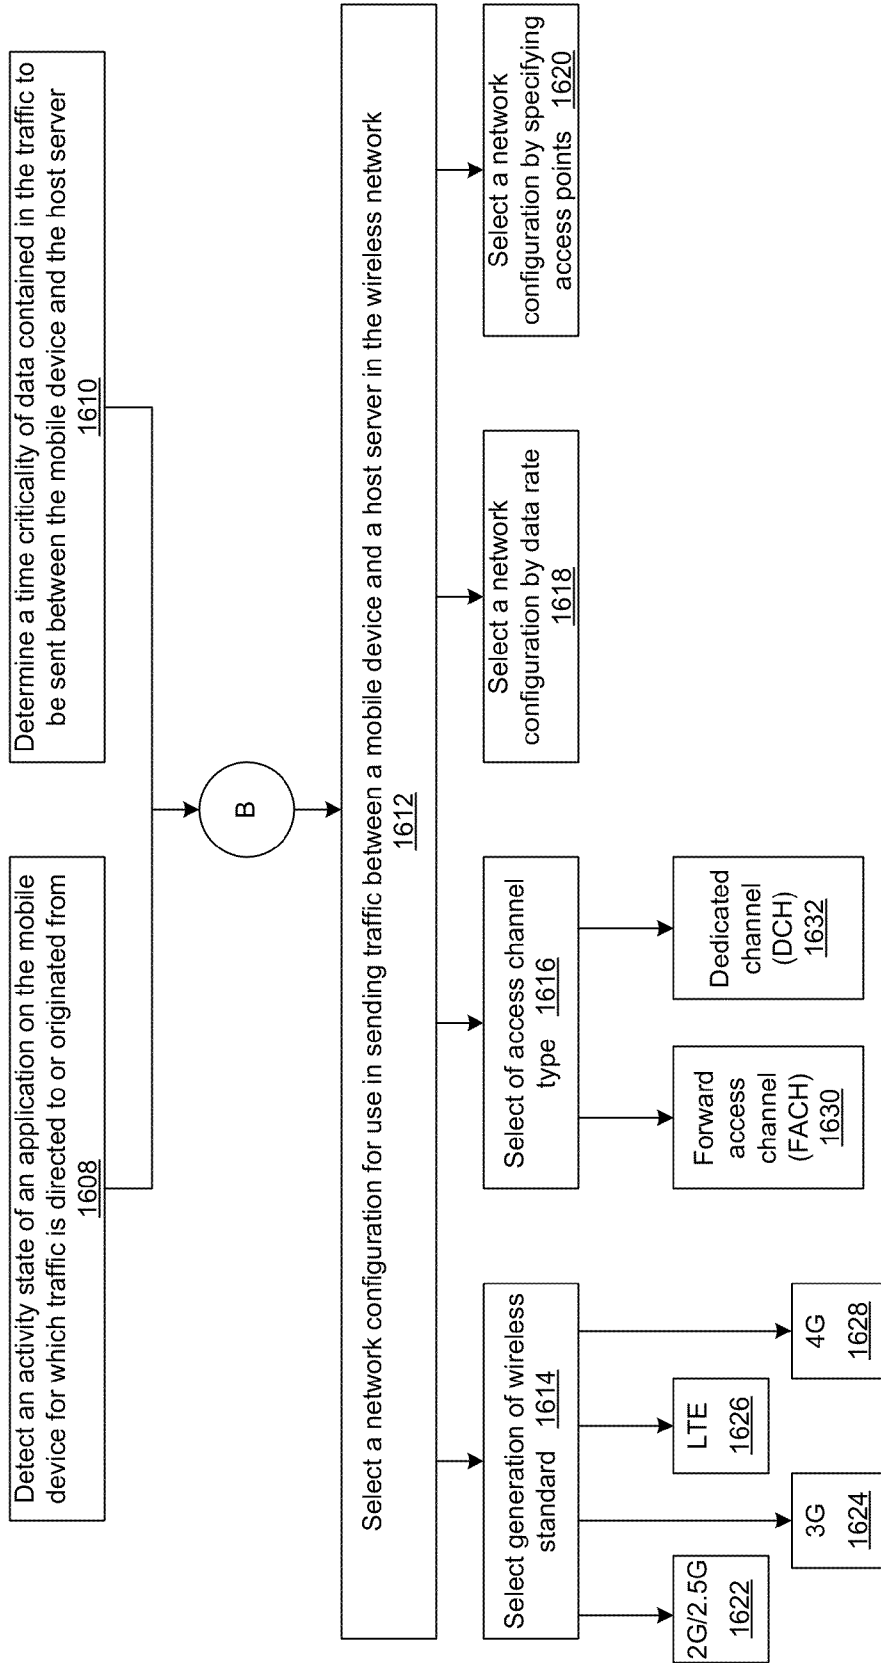 Detect an activity state of an application on the mobile
device for which traffic is directed to or originated from
1608
Determine a time criticality of data contained in the traffic to
be sent between the mobile device and the host server
1610
B
Select a network configuration for use in sending traffic between a mobile device and a host server in the wireless network
1612
Select generation of wireless
standard 1614
Select of access channel
type 1616
Select a network
configuration by data rate
1618
Select a network
configuration by specifying
access points 1620
2G/2.5G
1622
3G
1624
LTE
1626
4G
1628
Forward
access
channel
(FACH)
1630
Dedicated
channel
(DCH)
1632